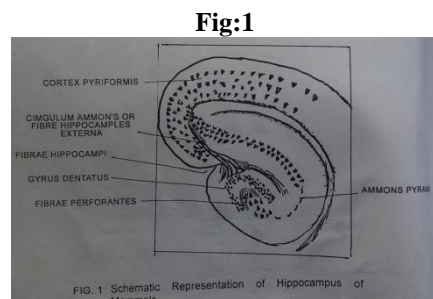 Fig:1
CORTEX PYRIFORMIS
CIMGULUM AMMON'S OR
FIBRE HIPPOCAMPLES
EXTERNA
FIBRAE HIPPOCAMPI
GYRUS DENTATUS
FIBRAE PERFORANTES
AMMONS PYRAMI
FIG. 1 Schematic Representation of Hippocampus of